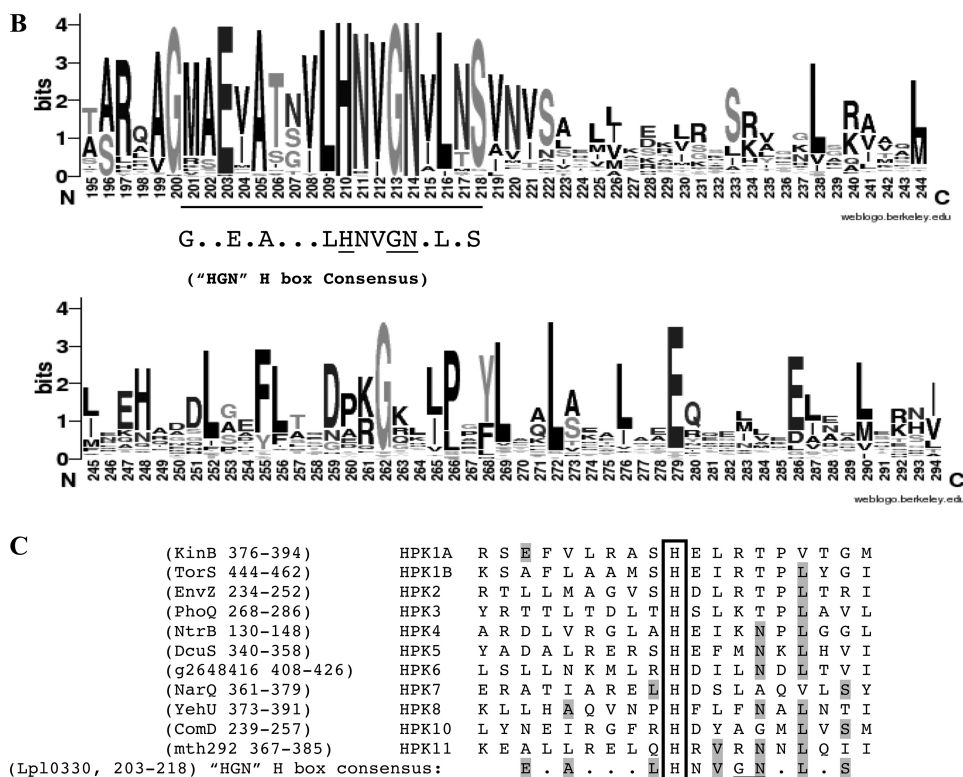 B
bits
4
3
2
1
0
T A R Q A G M A E V A T N V L H N V G N V L N S V N V S A L L E L R S R L R A L
195 196 197 198 199 200 201 202 203 204 205 206 207 208 209 210 211 212 213 214 215 216 217 218 219 220 221 222 223 224 225 226 227 228 229 230 231 232 233 234 235 236 237 238 239 240 241 242 243 244
N C
weblogo.berkeley.edu
G..E.A...LHNVGN.L.S
("HGN" H box Consensus)
bits
4
3
2
1
0
L E H D L G F L T D P K G K L P Y L A L A L E Q E L L I
245 246 247 248 249 250 251 252 253 254 255 256 257 258 259 260 261 262 263 264 265 266 267 268 269 270 271 272 273 274 275 276 277 278 279 280 281 282 283 284 285 286 287 288 289 290 291 292 293 294
N C
weblogo.berkeley.edu
C
(KinB 376-394) HPK1A R S E F V L R A S H E L R T P V T G M
(TorS 444-462) HPK1B K S A F L A A M S H E I R T P L Y G I
(EnvZ 234-252) HPK2 R T L L M A G V S H D L R T P L T R I
(PhoQ 268-286) HPK3 Y R T L T D L T H S L K T P L A V L
(NtrB 130-148) HPK4 A R D L V R G L A H E I K N P L G G L
(DcuS 340-358) HPK5 Y A D A L R E R S H E F M N K L H V I
(g2648416 408-426) HPK6 L S L L N K M L R H D I L N D L T V I
(NarQ 361-379) HPK7 E R A T I A R E L H D S L A Q V L S Y
(YehU 373-391) HPK8 K L L H A Q V N P H F L F N A L N T I
(ComD 239-257) HPK10 L Y N E I R G F R H D Y A G M L V S M
(mth292 367-385) HPK11 K E A L L R E L Q H R V R N N L Q I I
(Lpl0330, 203-218) "HGN" H box consensus: E . A . . . L H N V G N . L . S